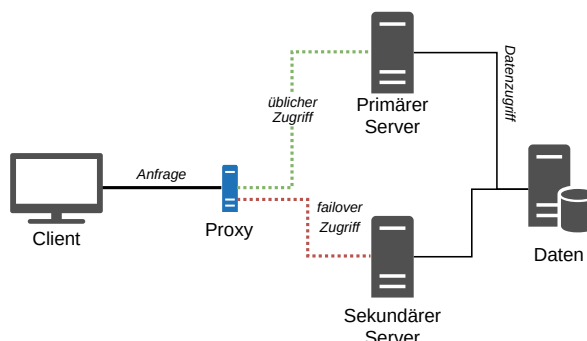 üblicher
Zugriff
Primärer
Server
Datenzugriff
Anfrage
Client
Proxy
failover
Zugriff
Daten
Sekundärer
Server